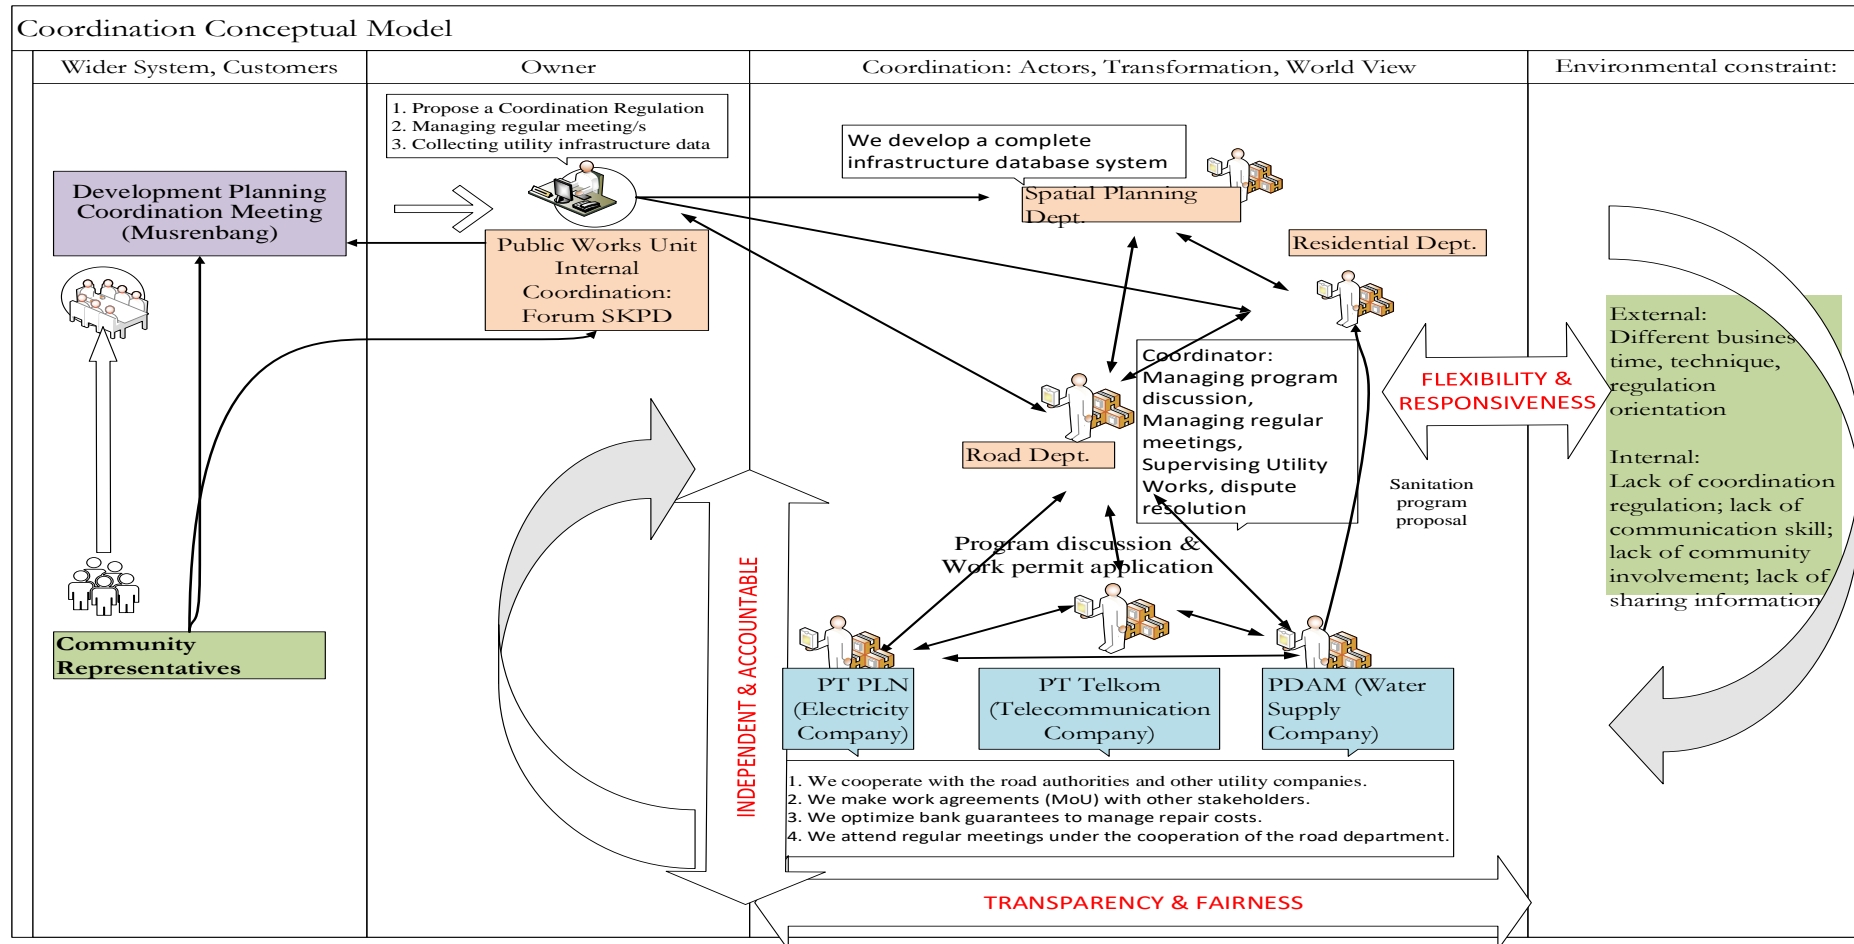 Coordination Conceptual Model
Wider System, Customers
Owner
Coordination: Actors, Transformation, World View
Environmental constraint:
1. Propose a Coordination Regulation
2. Managing regular meeting/s
3. Collecting utility infrastructure data
We develop a complete
infrastructure database system
Development Planning
Coordination Meeting
(Musrenbang)
Spatial Planning
Dept.
Public Works Unit
Internal
Coordination:
Forum SKPD
Residential Dept.
Coordinator:
Managing program
discussion,
Managing regular
meetings,
Supervising Utility
Works, dispute
resolution
Road Dept.
FLEXIBILITY &
RESPONSIVENESS
External:
Different busines
time, technique,
regulation
orientation
Internal:
Lack of coordination
regulation; lack of
communication skill;
lack of community
involvement; lack of
sharing information
Sanitation
program
proposal
Program discussion &
Work permit application
INDEPENDENT & ACCOUNTABLE
Community
Representatives
PT PLN
(Electricity
Company)
PT Telkom
(Telecommunication
Company)
PDAM (Water
Supply
Company)
1. We cooperate with the road authorities and other utility companies.
2. We make work agreements (MoU) with other stakeholders.
3. We optimize bank guarantees to manage repair costs.
4. We attend regular meetings under the cooperation of the road department.
TRANSPARENCY & FAIRNESS